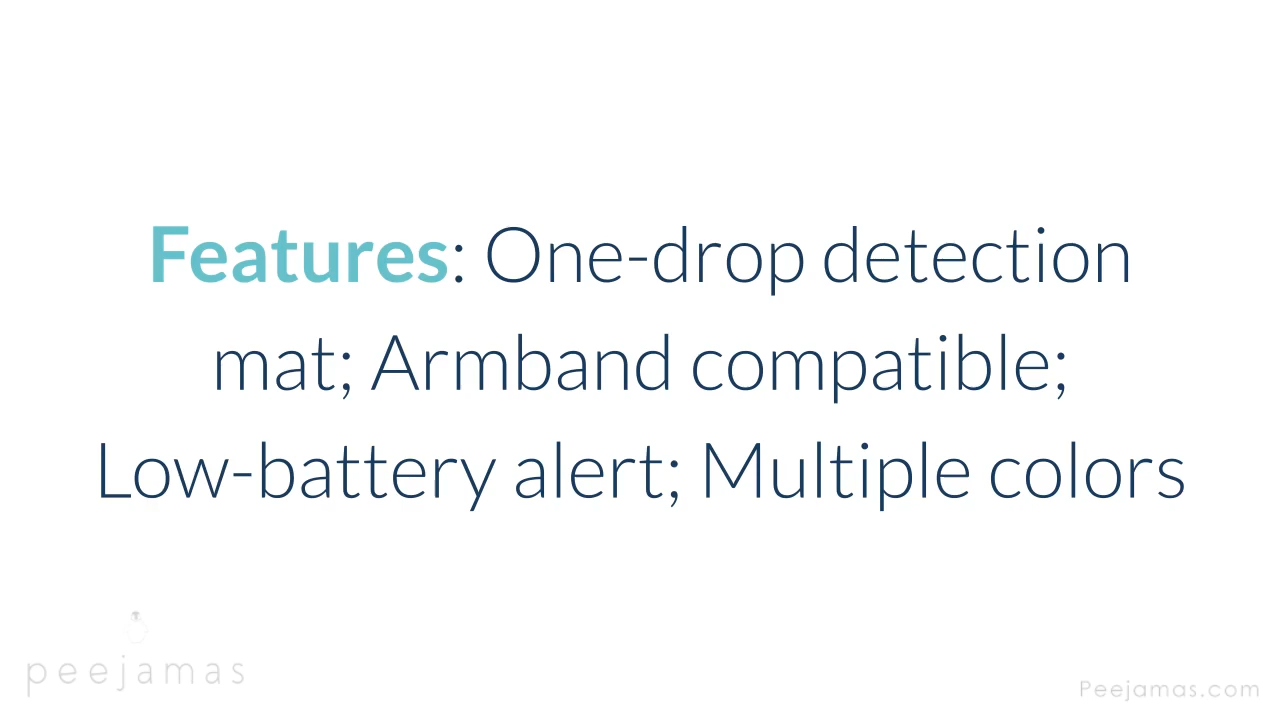 Features: One-drop detection
mat; Armband compatible;
Low-battery alert; Multiple colors
peejamas
Peejamas.com